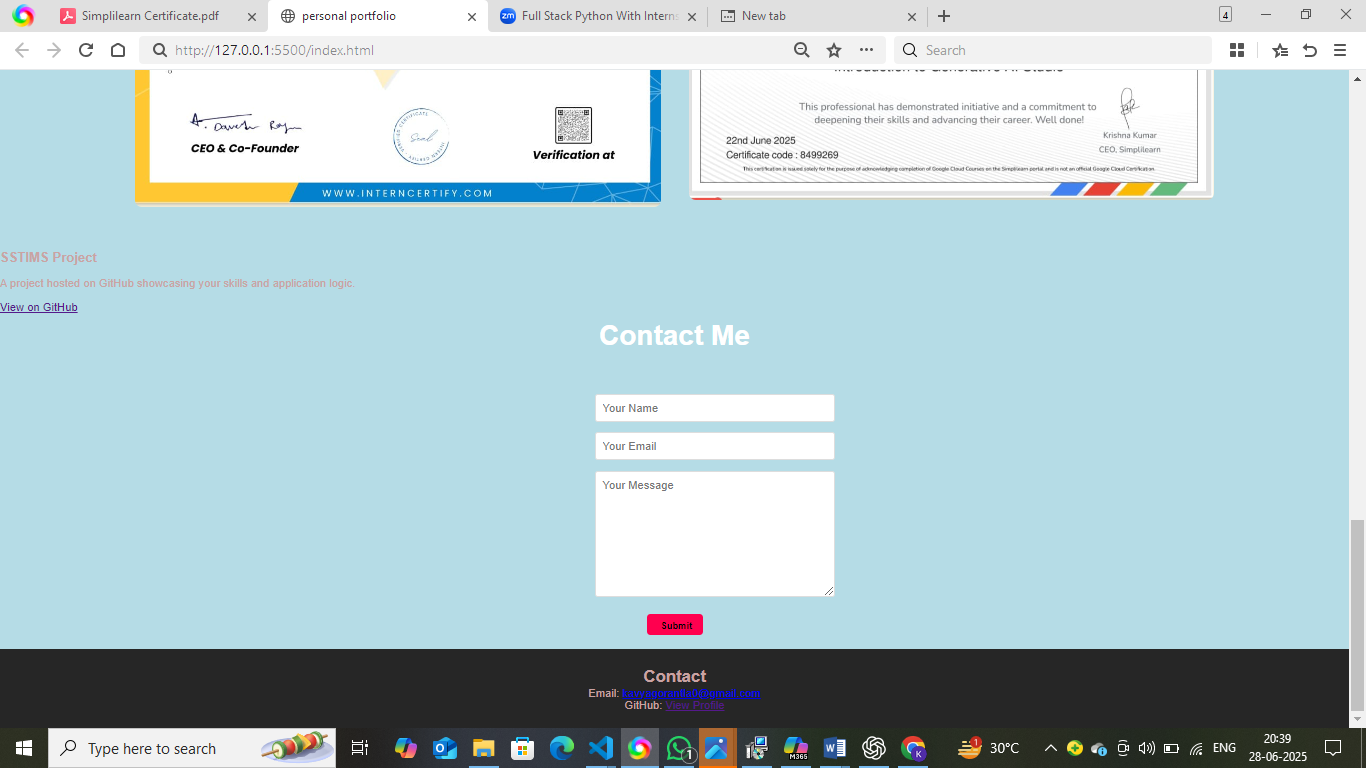 Simplilearn Certificate.pdf
personal portfolio
zm
Full Stack Python With Interns
New tab
4
http://127.0.0.1:5500/index.html
Search
CEO & Co-Founder
Seal
Verification at
WWW.INTERNCERTIFY.COM
Introduction to Generative AI Studio
This professional has demonstrated initiative and a commitment to
deepening their skills and advancing their career. Well done!
22nd June 2025
Certificate code : 8499269
Krishna Kumar
CEO, Simplilearn
This certification is issued solely for the purpose of acknowledging completion of Google Cloud Courses on the Simplilearn portal and is not an official Google Cloud Certification.
SSTIMS Project
A project hosted on GitHub showcasing your skills and application logic.
View on GitHub
Contact Me
Your Name
Your Email
Your Message
Submit
Contact
Email:
GitHub: View Profile
Type here to search
M365
1
K
1
30°C
ENG
20:39
28-06-2025